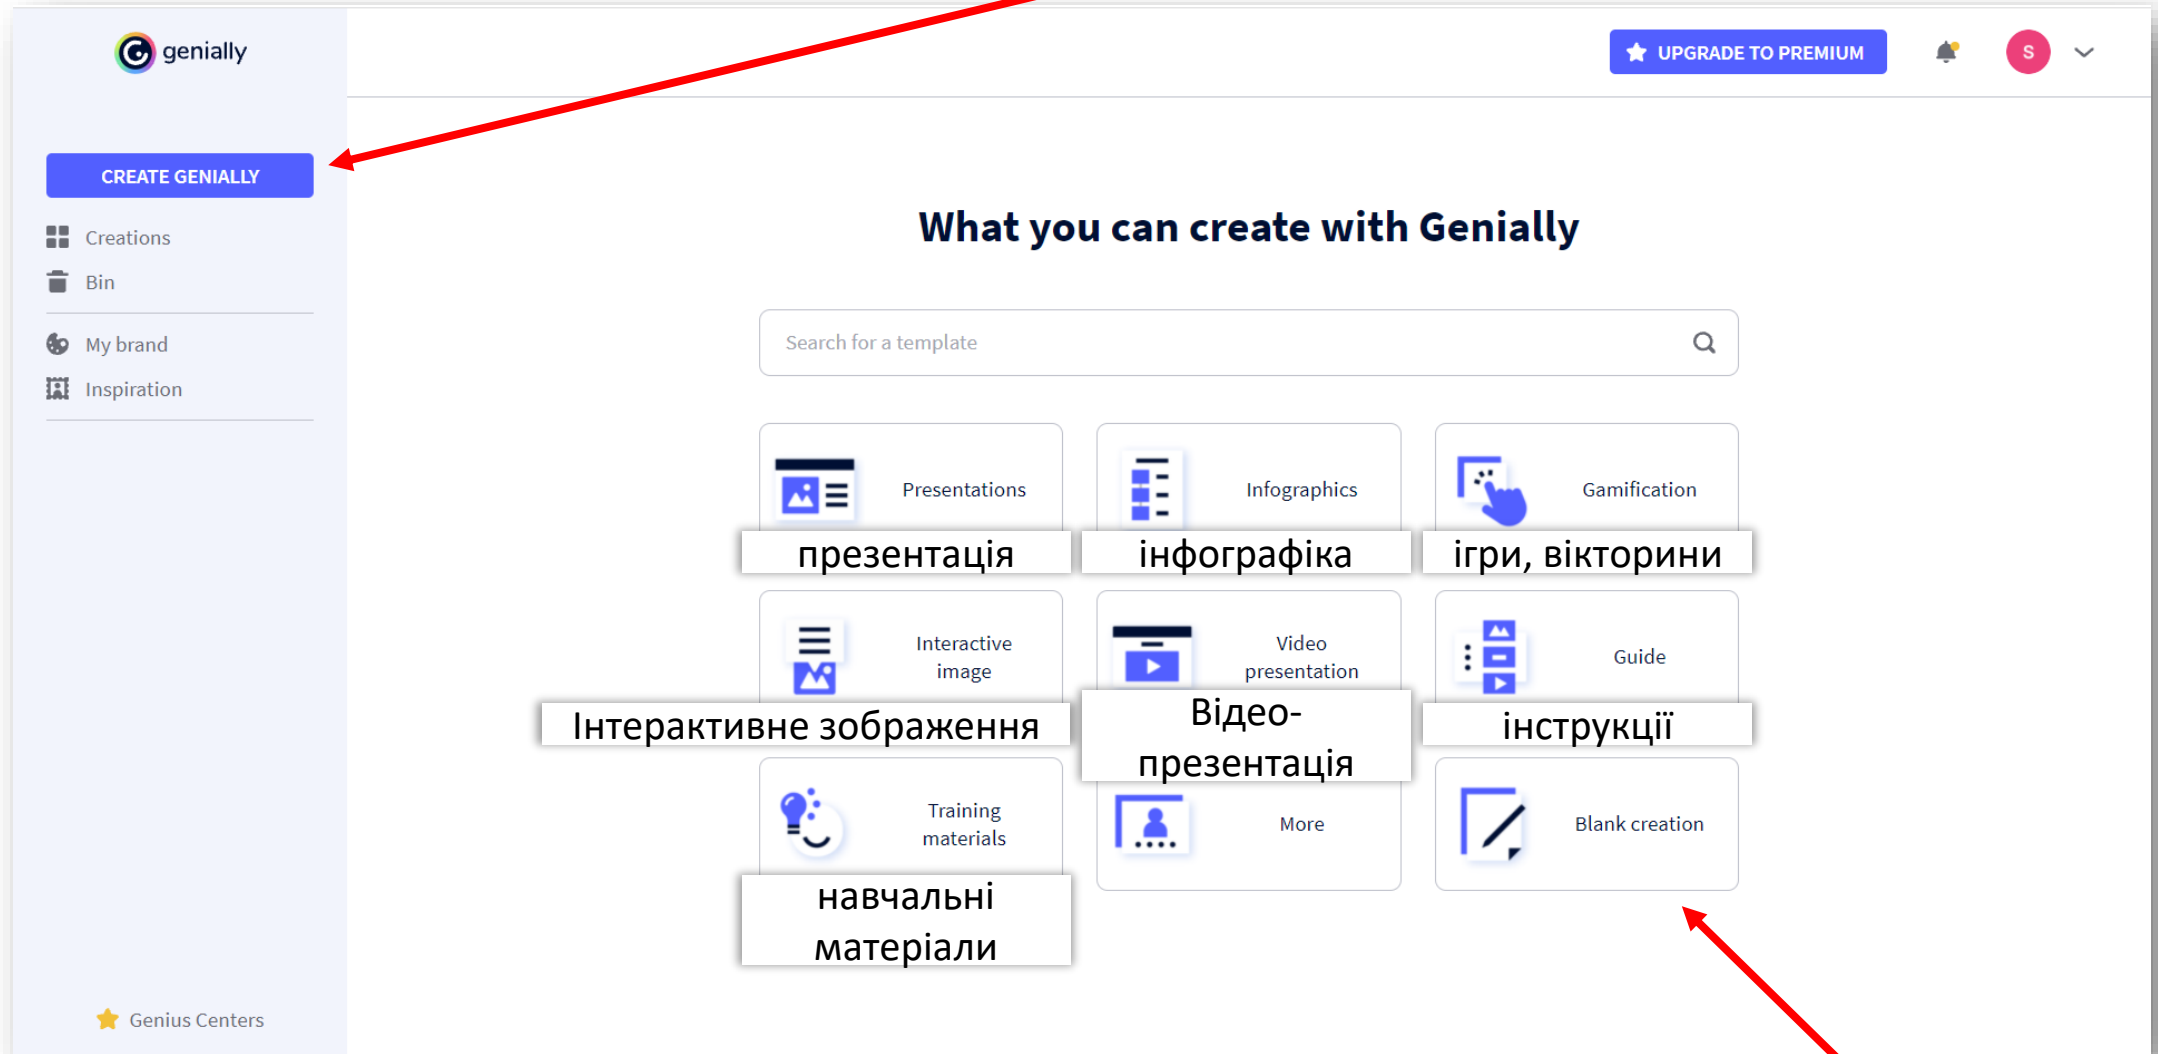 genially
UPGRADE TO PREMIUM
S
CREATE GENIALLY
Creations
Bin
My brand
Inspiration
What you can create with Genially
Search for a template
Presentations
Infographics
Gamification
презентація
інфографіка
ігри, вікторини
Interactive
image
Video
presentation
Guide
Інтерактивне зображення
Відео-
презентація
інструкції
Training
materials
More
Blank creation
навчальні
матеріали
Genius Centers